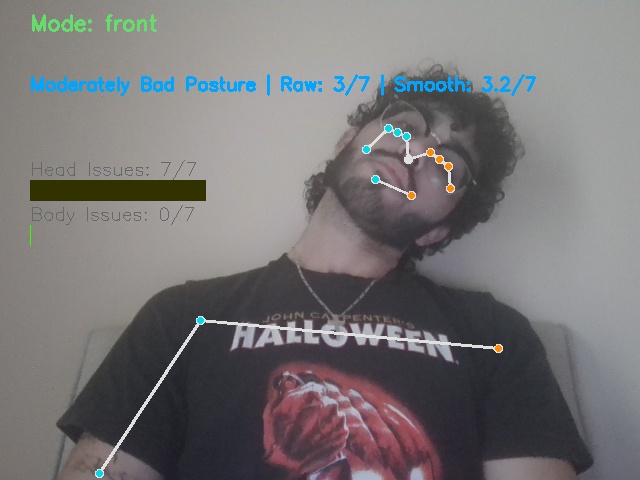 Mode: front
Moderately Bad Posture | Raw: 3/7 | Smooth: 3.2/7
Head Issues: 7/7
Body Issues: 0/7
JOHN CARPENTER'S
HALLOWEEN